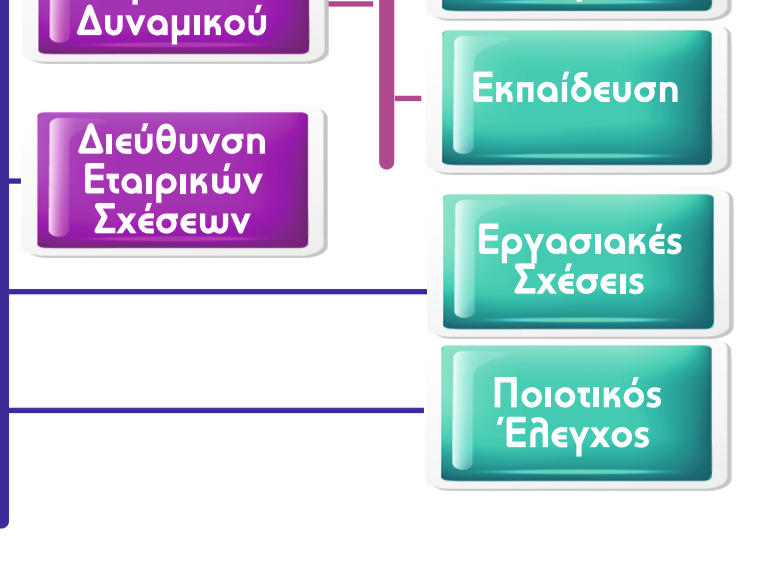 Δυναμικού
Εκπαίδευση
Διεύθυνση
Εταιρικών
Σχέσεων
Εργασιακές
Σχέσεις
Ποιοτικός
Έλεγχος